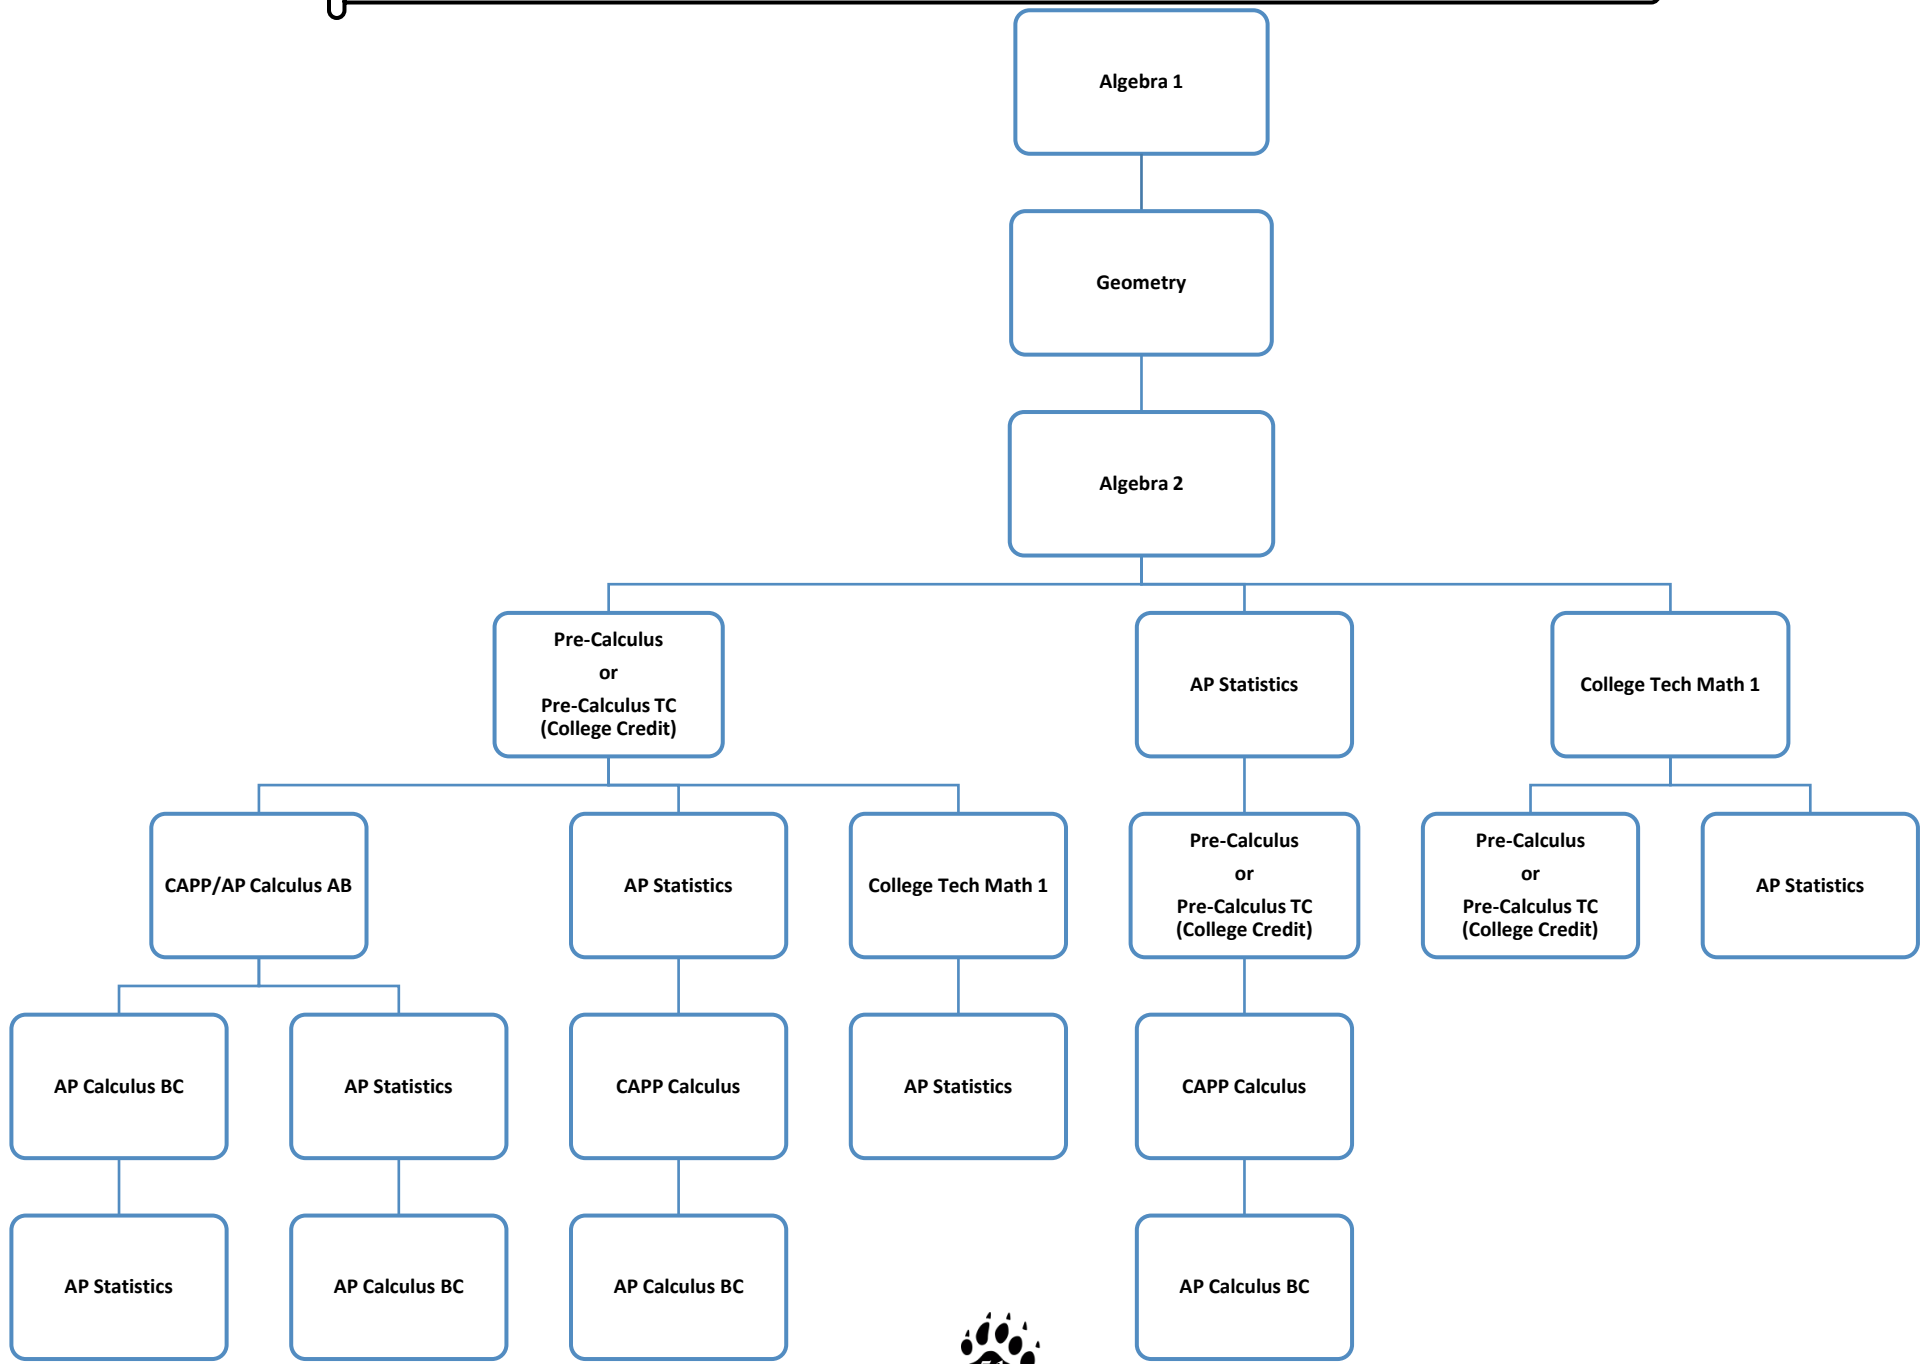 Algebra 1
Geometry
Algebra 2
Pre-Calculus
or
Pre-Calculus TC
(College Credit)
AP Statistics
College Tech Math 1
CAPP/AP Calculus AB
AP Statistics
College Tech Math 1
Pre-Calculus
or
Pre-Calculus TC
(College Credit)
Pre-Calculus
or
Pre-Calculus TC
(College Credit)
AP Statistics
AP Calculus BC
AP Statistics
CAPP Calculus
AP Statistics
CAPP Calculus
AP Statistics
AP Calculus BC
AP Calculus BC
AP Calculus BC